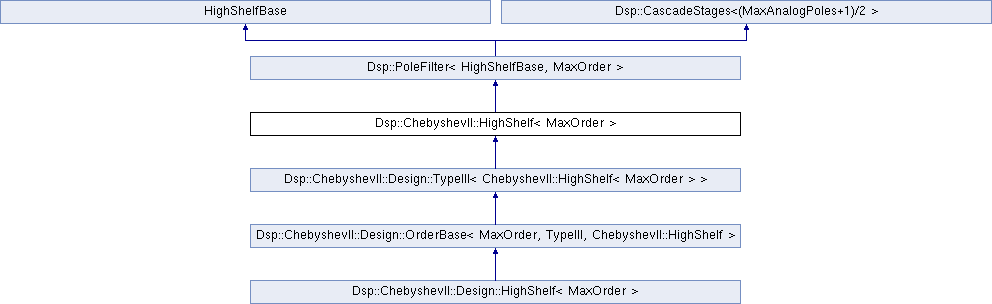 HighShelfBase
Dsp::CascadeStages<(MaxAnalogPoles+1)/2 >
Dsp::PoleFilter< HighShelfBase, MaxOrder >
Dsp::ChebyshevII::HighShelf< MaxOrder >
Dsp::ChebyshevII::Design::TypeIII< ChebyshevII::HighShelf< MaxOrder > >
Dsp::ChebyshevII::Design::OrderBase< MaxOrder, TypeIII, ChebyshevII::HighShelf >
Dsp::ChebyshevII::Design::HighShelf< MaxOrder >